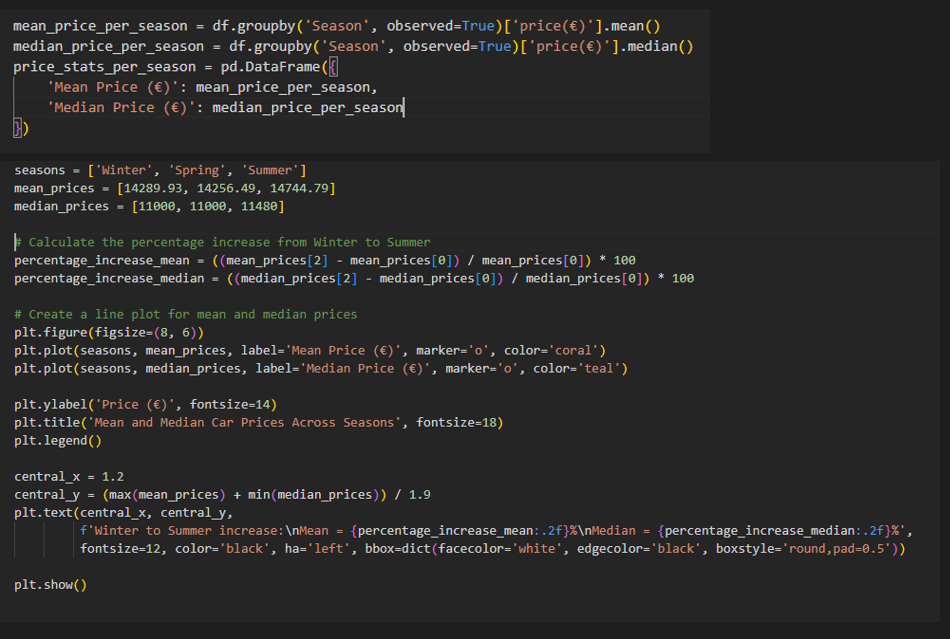 mean_price_per_season = df.groupby('Season', observed=True)['price(€)'].mean()
median_price_per_season = df.groupby('Season', observed=True)['price(€)'].median()
price_stats_per_season = pd.DataFrame({
    'Mean Price (€)': mean_price_per_season,
    'Median Price (€)': median_price_per_season
})
seasons = ['Winter', 'Spring', 'Summer']
mean_prices = [14289.93, 14256.49, 14744.79]
median_prices = [11000, 11000, 11480]
# Calculate the percentage increase from Winter to Summer
percentage_increase_mean = ((mean_prices[2] - mean_prices[0]) / mean_prices[0]) * 100
percentage_increase_median = ((median_prices[2] - median_prices[0]) / median_prices[0]) * 100
# Create a line plot for mean and median prices
plt.figure(figsize=(8, 6))
plt.plot(seasons, mean_prices, label='Mean Price (€)', marker='o', color='coral')
plt.plot(seasons, median_prices, label='Median Price (€)', marker='o', color='teal')
plt.ylabel('Price (€)', fontsize=14)
plt.title('Mean and Median Car Prices Across Seasons', fontsize=18)
plt.legend()
central_x = 1.2
central_y = (max(mean_prices) + min(median_prices)) / 1.9
plt.text(central_x, central_y,
        f'Winter to Summer increase:\nMean = {percentage_increase_mean:.2f}%\nMedian = {percentage_increase_median:.2f}%',
        fontsize=12, color='black', ha='left', bbox=dict(facecolor='white', edgecolor='black', boxstyle='round,pad=0.5'))
plt.show()